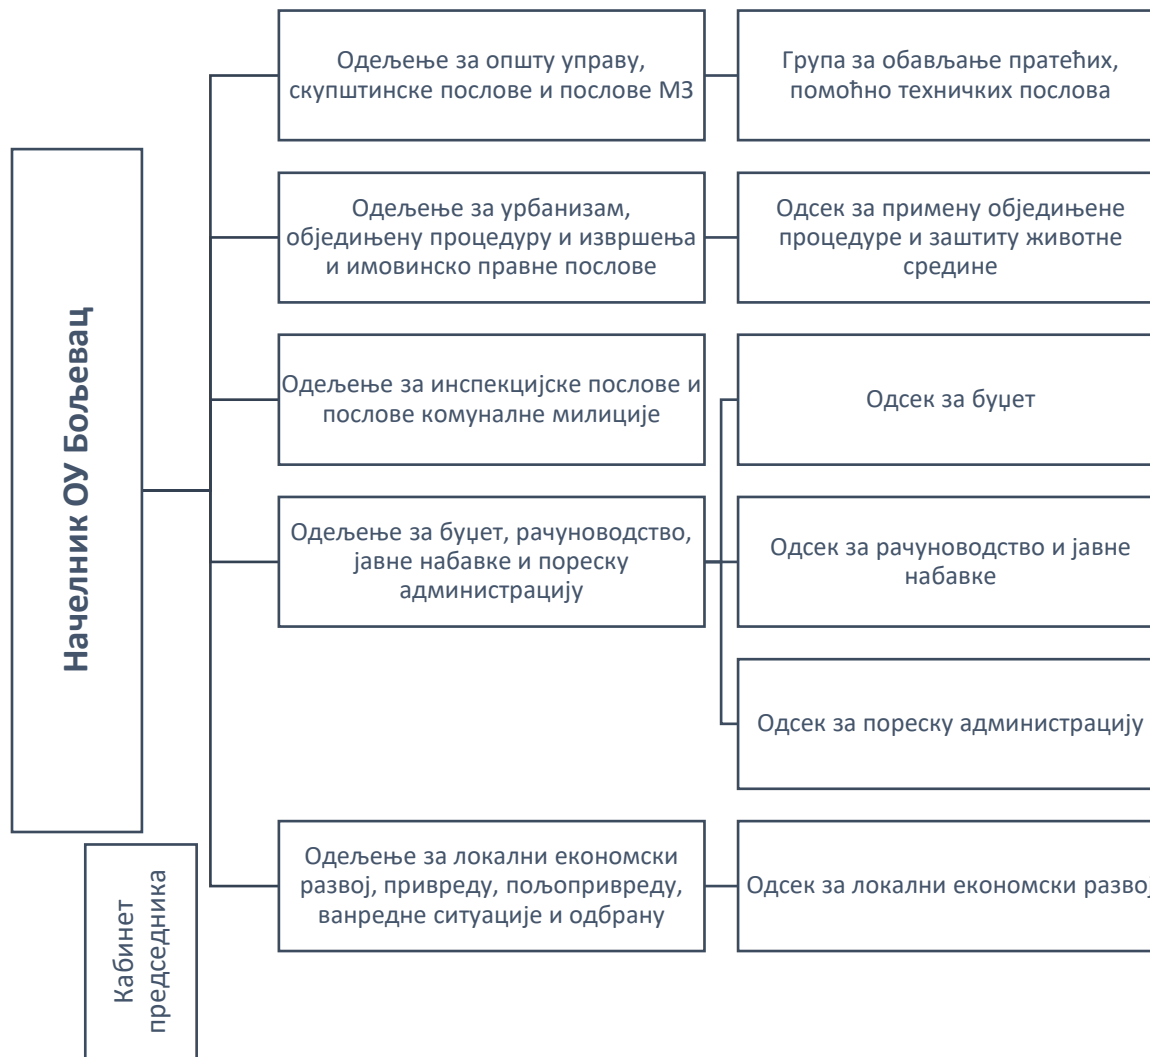 Начелник ОУ Бољевац
Кабинет
председника
Одељење за општу управу,
скупштинске послове и послове МЗ
Група за обављање пратећих,
помоћно техничких послова
Одељење за урбанизам,
обједињену процедуру и извршења
и имовинско правне послове
Одсек за примену обједињене
процедуре и заштиту животне
средине
Одељење за инспекцијске послове и
послове комуналне милиције
Одељење за буџет, рачуноводство,
јавне набавке и пореску
администрацију
Одсек за буџет
Одсек за рачуноводство и јавне
набавке
Одсек за пореску администрацију
Одељење за локални економски
развој, привреду, пољопривреду,
ванредне ситуације и одбрану
Одсек за локални економски развој